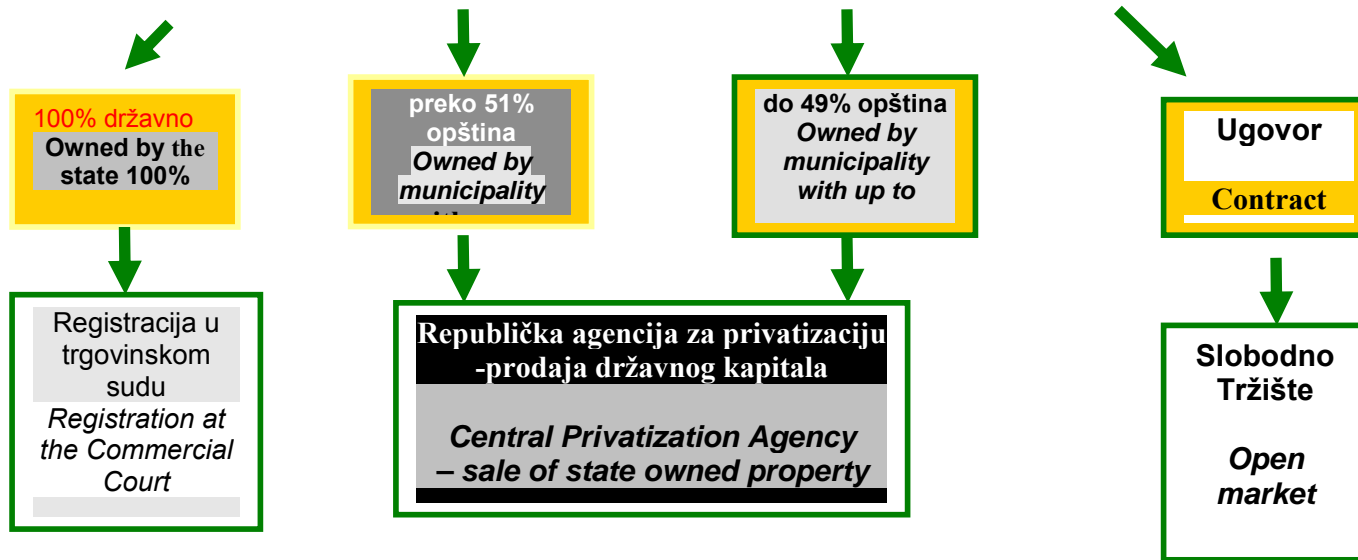 100% državno
Owned by the
state 100%
preko 51%
opština
Owned by
municipality
do 49% opština
Owned by
municipality
with up to
Ugovor
Contract
Registracija u
trgovinskom
sudu
Registration at
the Commercial
Court
Republička agencija za privatizaciju
-prodaja državnog kapitala
Central Privatization Agency
– sale of state owned property
Slobodno
Tržište
Open
market